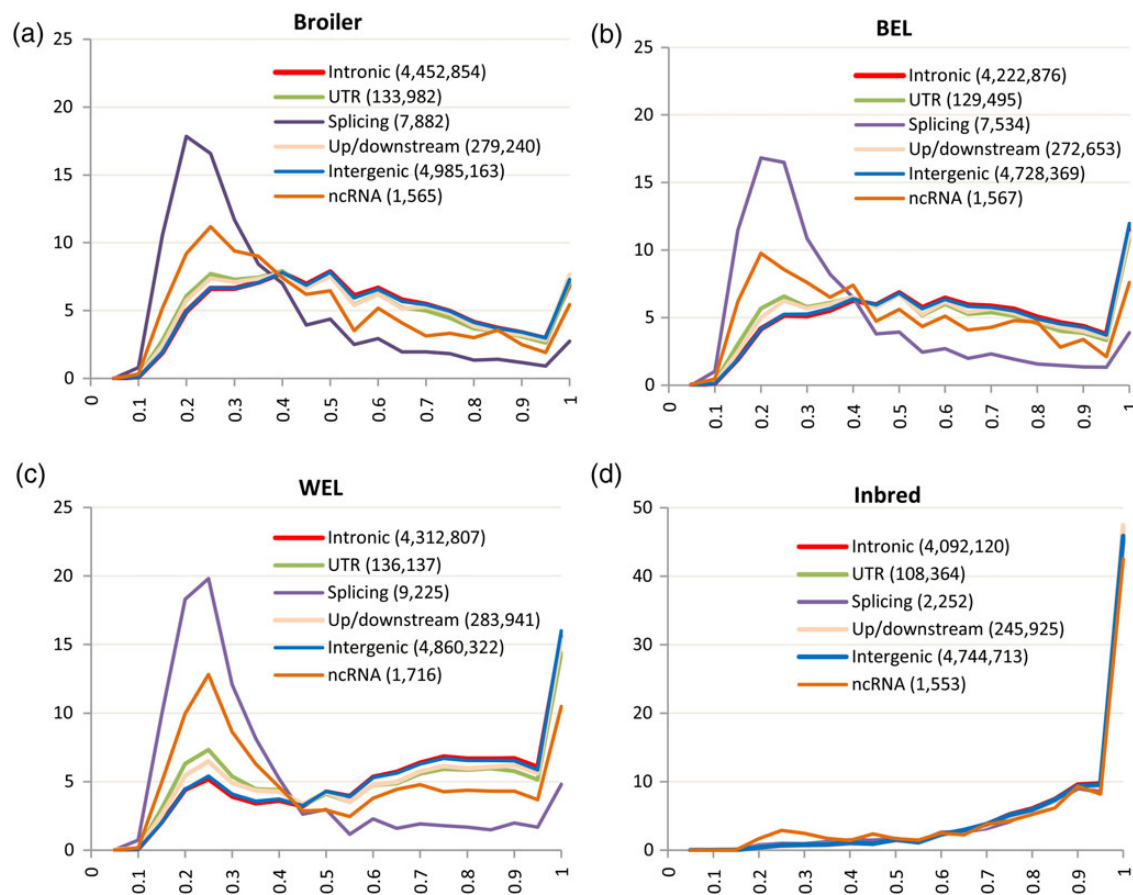 (a)
Broiler
25
20
15
10
5
0
Intronic (4,452,854)
UTR (133,982)
Splicing (7,882)
Up/downstream (279,240)
Intergenic (4,985,163)
ncRNA (1,565)
0
0.1
0.2
0.3
0.4
0.5
0.6
0.7
0.8
0.9
1
(b)
BEL
25
20
15
10
5
0
Intronic (4,222,876)
UTR (129,495)
Splicing (7,534)
Up/downstream (272,653)
Intergenic (4,728,369)
ncRNA (1,567)
0
0.1
0.2
0.3
0.4
0.5
0.6
0.7
0.8
0.9
1
(c)
WEL
25
20
15
10
5
0
Intronic (4,312,807)
UTR (136,137)
Splicing (9,225)
Up/downstream (283,941)
Intergenic (4,860,322)
ncRNA (1,716)
0
0.1
0.2
0.3
0.4
0.5
0.6
0.7
0.8
0.9
1
(d)
Inbred
50
40
30
20
10
0
Intronic (4,092,120)
UTR (108,364)
Splicing (2,252)
Up/downstream (245,925)
Intergenic (4,744,713)
ncRNA (1,553)
0
0.1
0.2
0.3
0.4
0.5
0.6
0.7
0.8
0.9
1